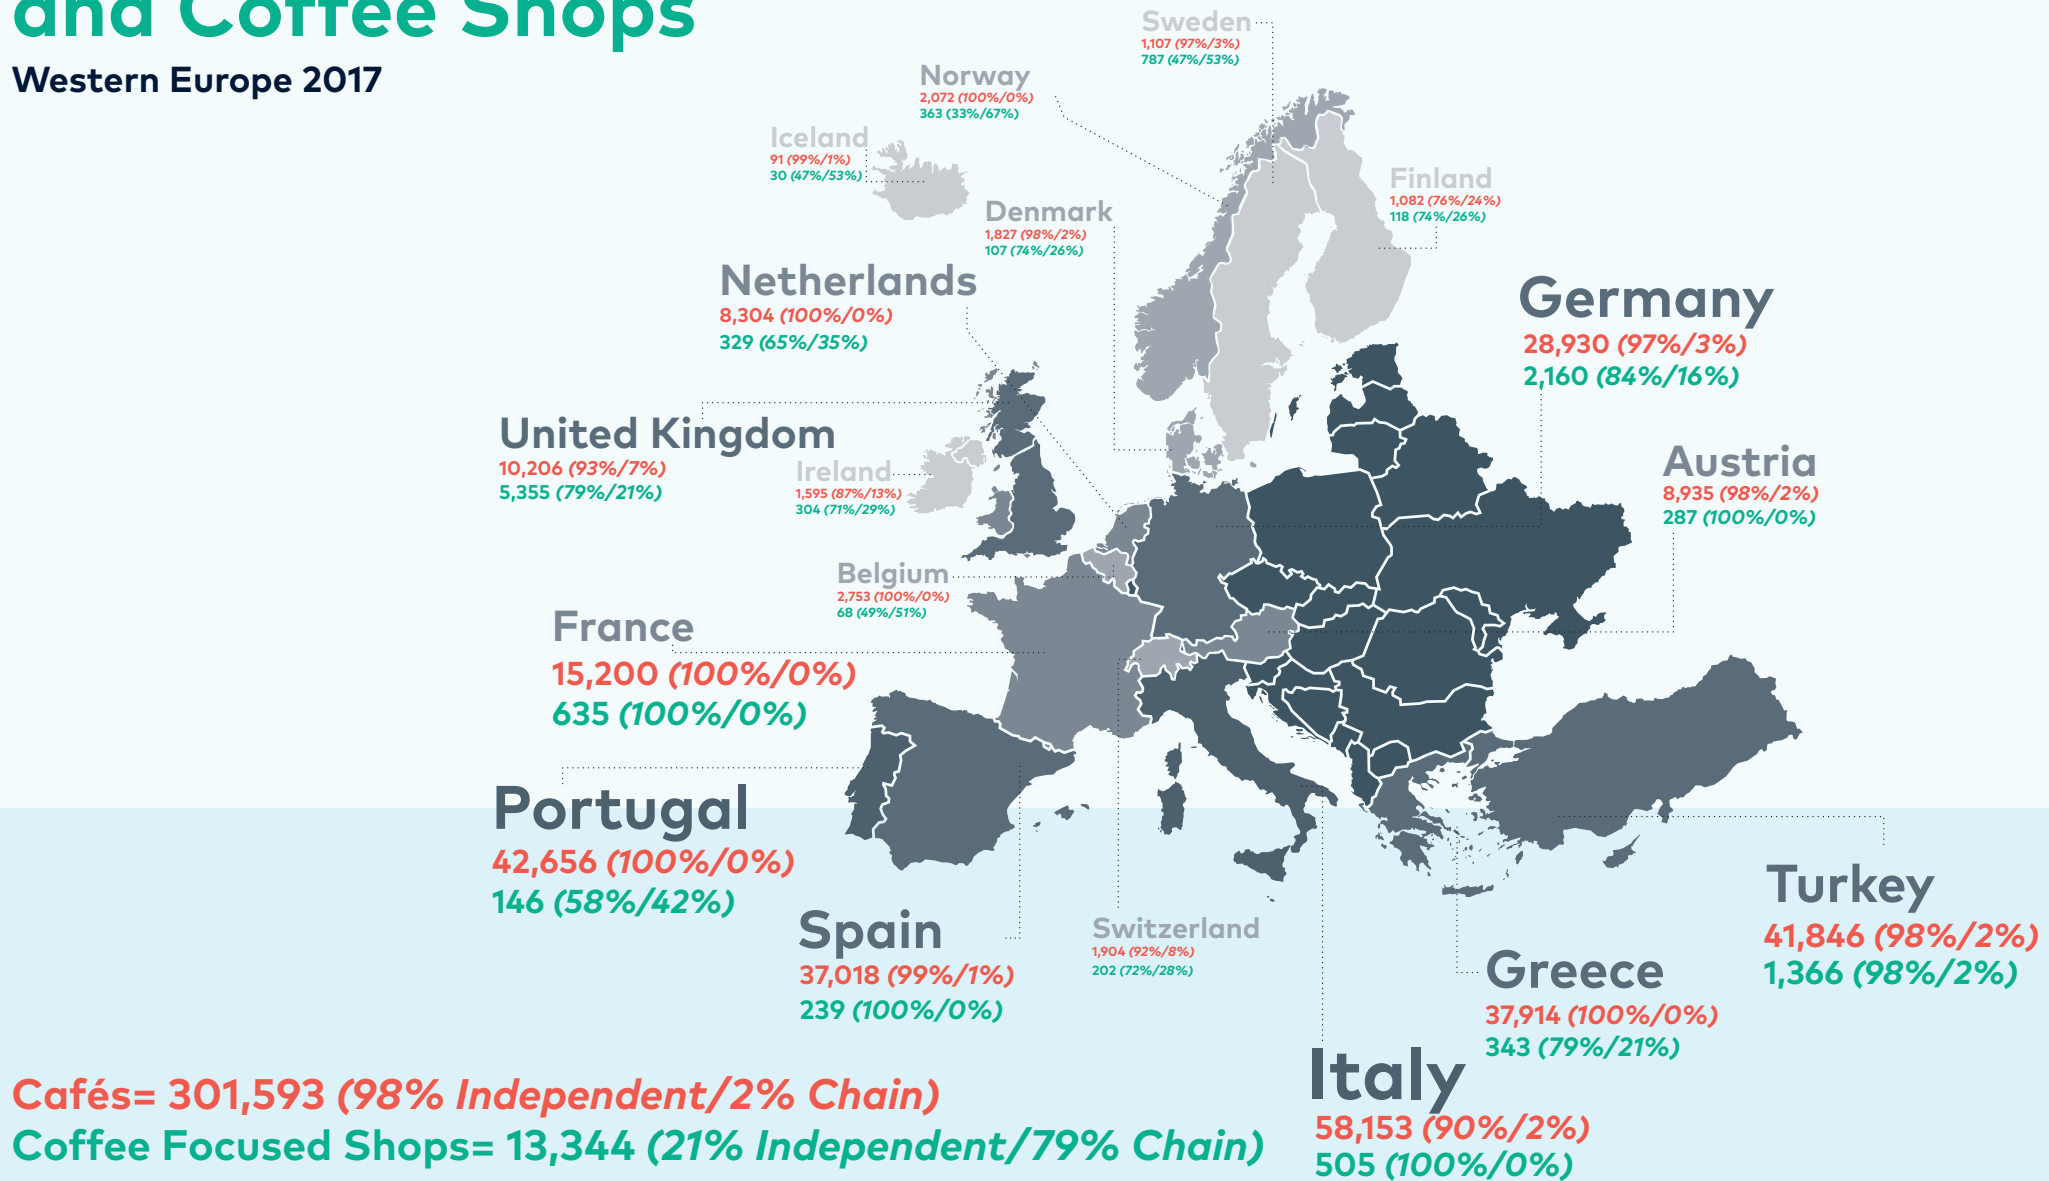 and Coffee Shops
Western Europe 2017
Sweden
1,107 (97%/3%)
787 (47%/53%)
Norway
2,072 (100%/0%)
363 (33%/67%)
Iceland
91 (99%/1%)
30 (47%/53%)
Finland
1,082 (76%/24%)
118 (74%/26%)
Denmark
1,827 (98%/2%)
107 (74%/26%)
Netherlands
8,304 (100%/0%)
329 (65%/35%)
Germany
28,930 (97%/3%)
2,160 (84%/16%)
United Kingdom
10,206 (93%/7%)
5,355 (79%/21%)
Ireland
1,595 (87%/13%)
304 (71%/29%)
Austria
8,935 (98%/2%)
287 (100%/0%)
Belgium
2,753 (100%/0%)
68 (49%/51%)
France
15,200 (100%/0%)
635 (100%/0%)
Portugal
42,656 (100%/0%)
146 (58%/42%)
Spain
37,018 (99%/1%)
239 (100%/0%)
Switzerland
1,904 (92%/8%)
202 (72%/28%)
Turkey
41,846 (98%/2%)
1,366 (98%/2%)
Greece
37,914 (100%/0%)
343 (79%/21%)
Italy
58,153 (90%/2%)
505 (100%/0%)
Cafés= 301,593 (98% Independent/2% Chain)
Coffee Focused Shops= 13,344 (21% Independent/79% Chain)